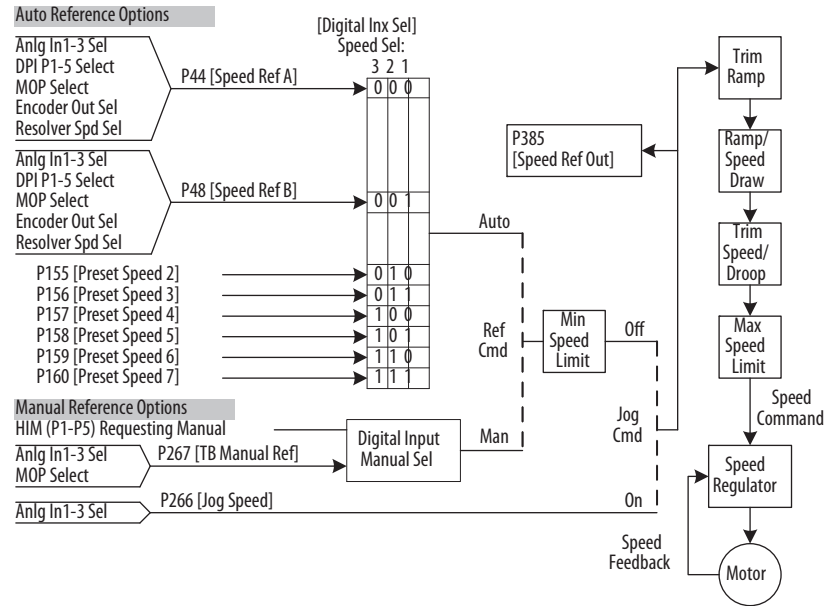 Auto Reference Options
Anlg In1-3 Sel
DPI P1-5 Select
MOP Select
Encoder Out Sel
Resolver Spd Sel
P44 [Speed Ref A]
[Digital Inx Sel]
Speed Sel:
3 2 1
0 0 0
Anlg In1-3 Sel
DPI P1-5 Select
MOP Select
Encoder Out Sel
Resolver Spd Sel
P48 [Speed Ref B]
0 0 1
P155 [Preset Speed 2]
0 1 0
P156 [Preset Speed 3]
0 1 1
P157 [Preset Speed 4]
1 0 0
P158 [Preset Speed 5]
1 0 1
P159 [Preset Speed 6]
1 1 0
P160 [Preset Speed 7]
1 1 1
Manual Reference Options
HIM (P1-P5) Requesting Manual
Anlg In1-3 Sel
MOP Select
P267 [TB Manual Ref]
Digital Input
Manual Sel
Anlg In1-3 Sel
P266 [Jog Speed]
Auto
Ref
Cmd
Man
Min
Speed
Limit
Off
Jog
Cmd
On
P385
[Speed Ref Out]
Trim
Ramp
Ramp/
Speed
Draw
Trim
Speed/
Droop
Max
Speed
Limit
Speed
Command
Speed
Regulator
Speed
Feedback
Motor